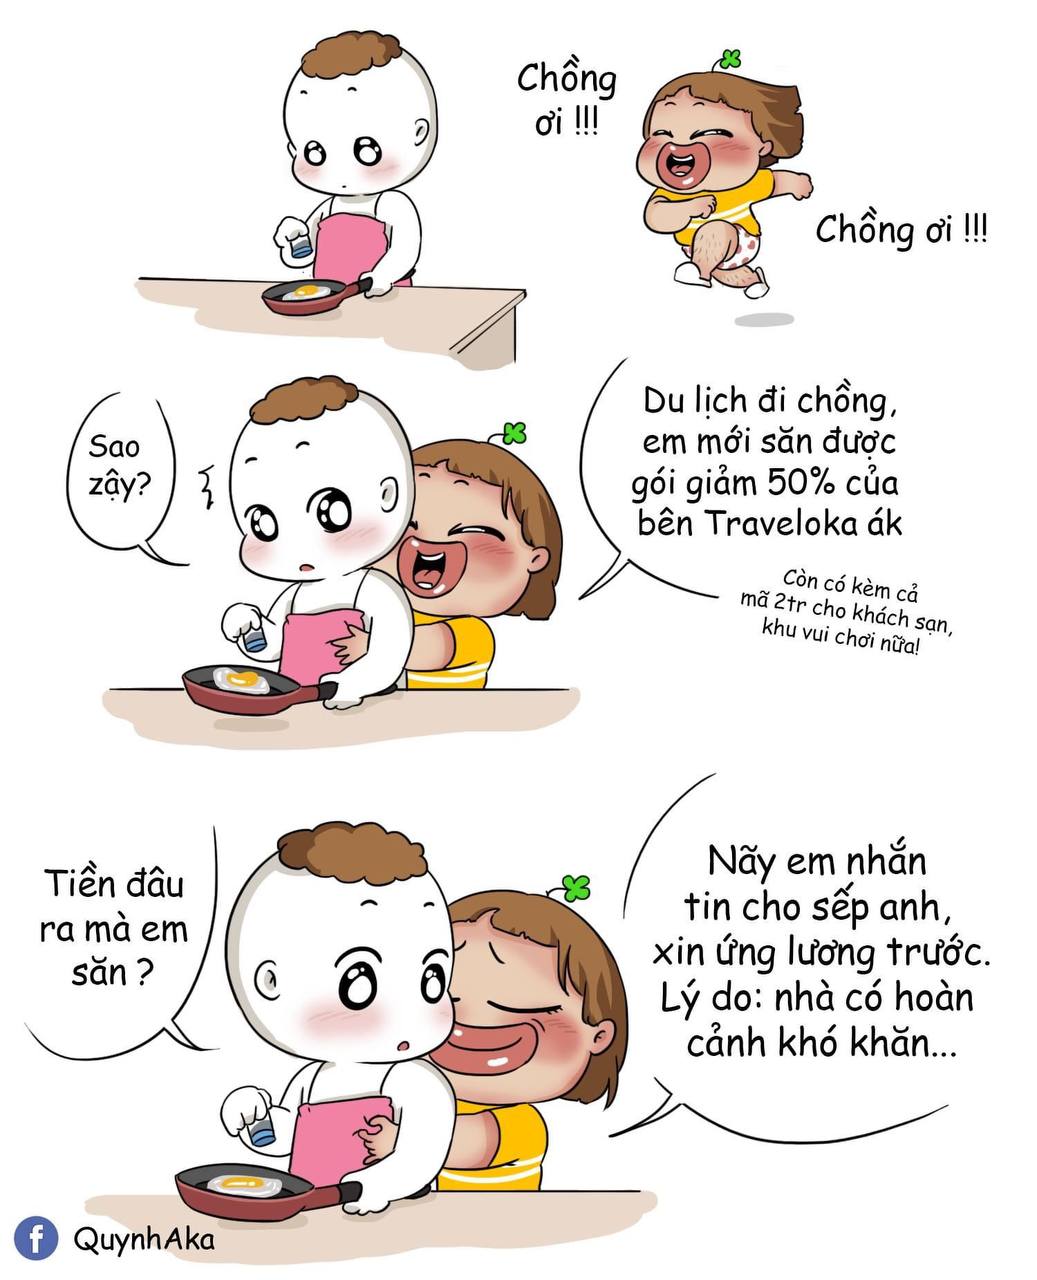 Chồng
ơi !!!
Chồng ơi !!!
Sao
zậy?
Du lịch đi chồng,
em mới săn được
gói giảm 50% của
bên Traveloka ák
Còn có kèm cả
mã 2tr cho khách sạn,
khu vui chơi nữa!
Tiền đâu
ra mà em
săn ?
Nãy em nhắn
tin cho sếp anh,
xin ứng lương trước.
Lý do: nhà có hoàn
cảnh khó khăn...
f QuynhAka